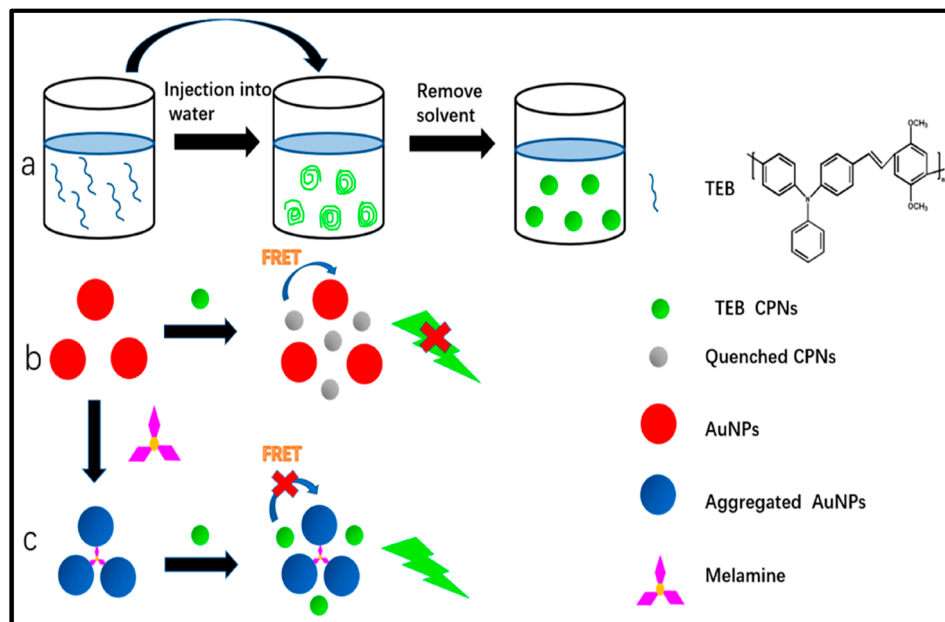 a
Injection into
water
Remove
solvent
TEB
OCH₃
N
OCH₃
n
b
FRET
TEB CPNs
Quenched CPNs
AuNPs
c
FRET
Aggregated AuNPs
Melamine